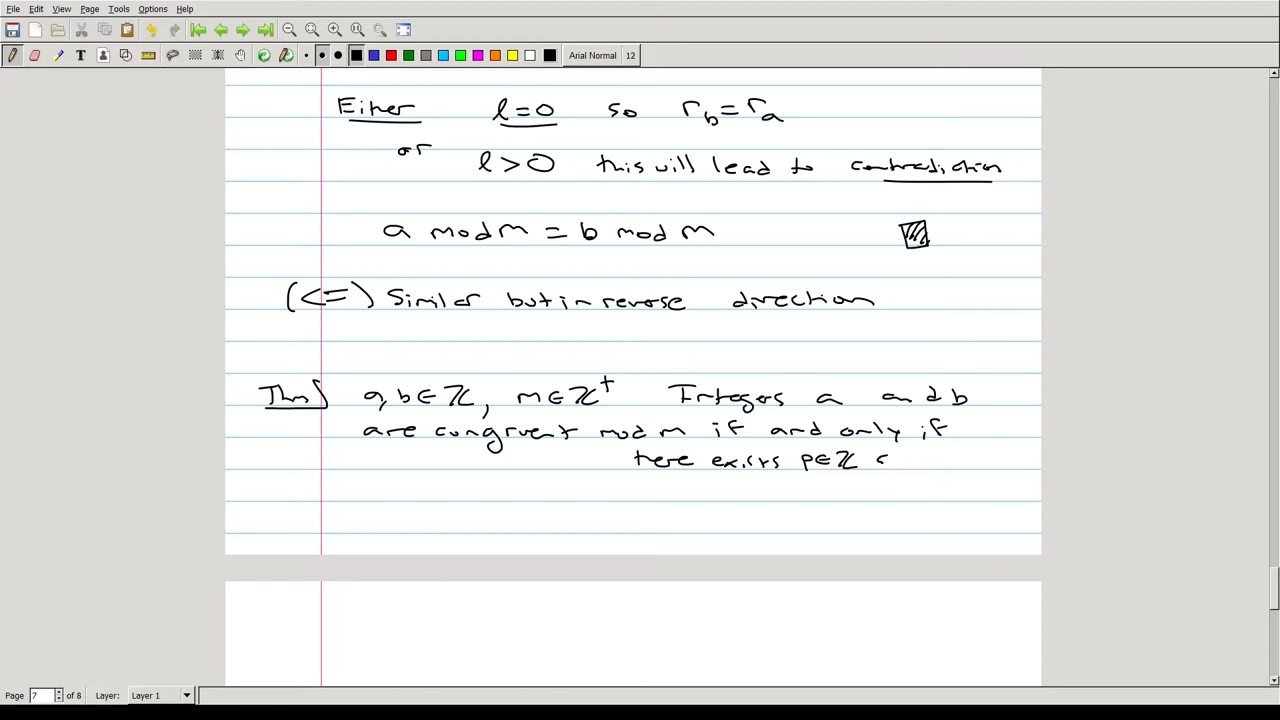 File Edit View Page Tools Options Help
T Arial Normal 12
Either l = 0 so r_b = r_a
or l > 0 this will lead to contradiction
a mod m = b mod m
(<=) Similar but in reverse direction
Thm a, b ∈ ℤ, m ∈ ℤ⁺ Integers a and b
are congruent mod m if and only if
there exists p ∈ ℤ
Page 7 of 8 Layer: Layer 1